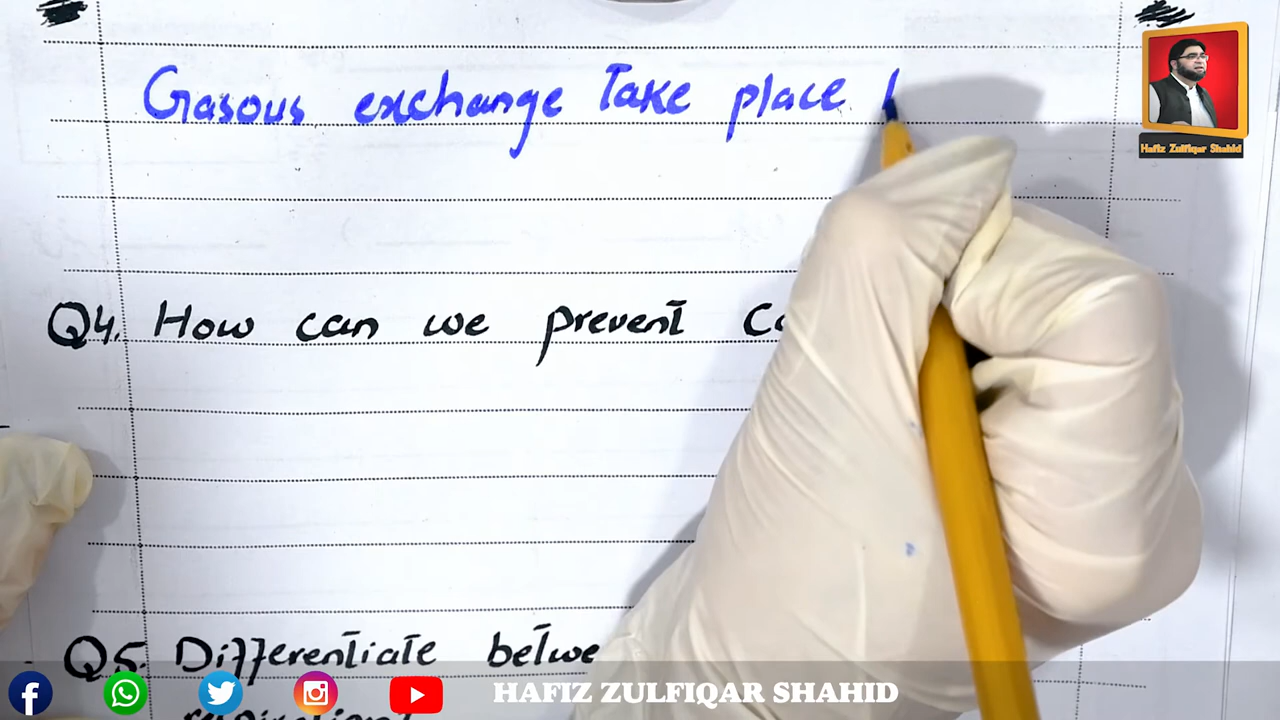 Gasous exchange Take place
Hafiz Zulfiqar Shahid
Q4. How can we prevent
Q5. Differentiate betwe
HAFIZ ZULFIQAR SHAHID